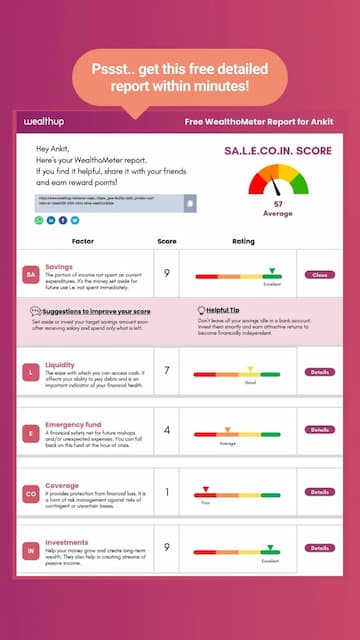 Pssst.. get this free detailed
report within minutes!
wealthup
Free WealthoMeter Report for Ankit
Hey Ankit,
Here's your WealthoMeter report.
If you find it helpful, share it with your friends
and earn reward points!
SA.L.E.CO.IN. SCORE
57
Average
Factor
Score
Rating
SA
Savings
The portion of income not spent on current
expenditures. It's the money set aside for
future use i.e. not spent immediately.
9
Excellent
Close
Suggestions to improve your score
Set aside or invest your target savings amount soon
after receiving salary and spend only what is left.
Helpful Tip
Don't leave all your savings idle in a bank account.
Invest them smartly and earn attractive returns to
become financially independent.
L
Liquidity
The ease with which you can access cash. It
affects your ability to pay debts and is an
important indicator of your financial health.
7
Good
Details
E
Emergency fund
A financial safety net for future mishaps
and/or unexpected expenses. You can fall
back on this fund at the hour of crisis.
4
Average
Details
CO
Coverage
It provides protection from financial loss. It is
a form of risk management against risks of
contingent or uncertain losses.
1
Poor
Details
IN
Investments
Help your money grow and create long-term
wealth. They also help in creating streams of
passive income.
9
Excellent
Details